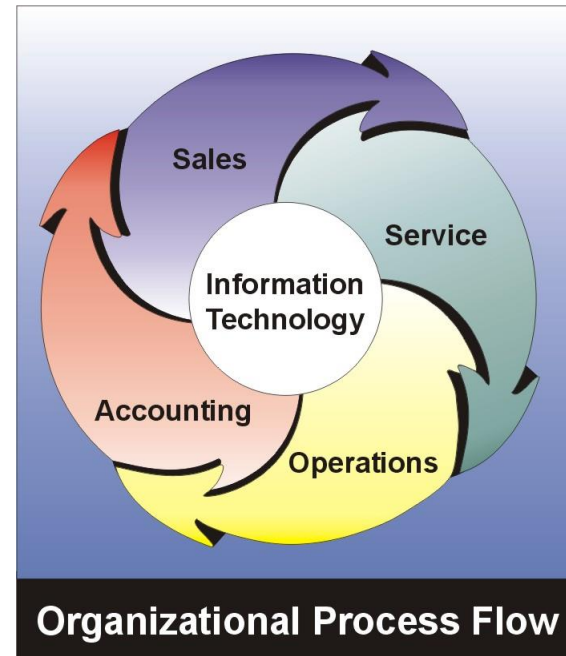 Sales
Service
Information
Technology
Accounting
Operations
Organizational Process Flow